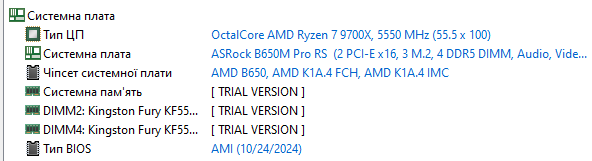 Системна плата
Тип ЦП OctalCore AMD Ryzen 7 9700X, 5550 MHz (55.5 x 100)
Системна плата ASRock B650M Pro RS (2 PCI-E x16, 3 M.2, 4 DDR5 DIMM, Audio, Vide...
Чіпсет системної плати AMD B650, AMD K1A.4 FCH, AMD K1A.4 IMC
Системна пам'ять [ TRIAL VERSION ]
DIMM2: Kingston Fury KF55... [ TRIAL VERSION ]
DIMM4: Kingston Fury KF55... [ TRIAL VERSION ]
Тип BIOS AMI (10/24/2024)